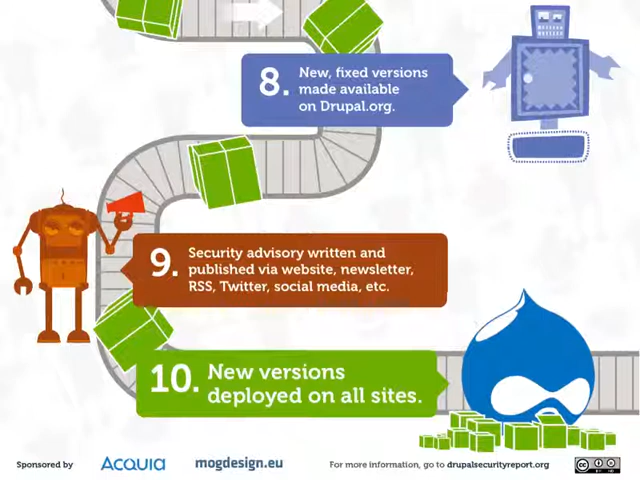 8. New, fixed versions
made available
on Drupal.org.
9. Security advisory written and
published via website, newsletter,
RSS, Twitter, social media, etc.
10. New versions
deployed on all sites.
Sponsored by
Acquia
mogdesign.eu
For more information, go to drupalsecurityreport.org